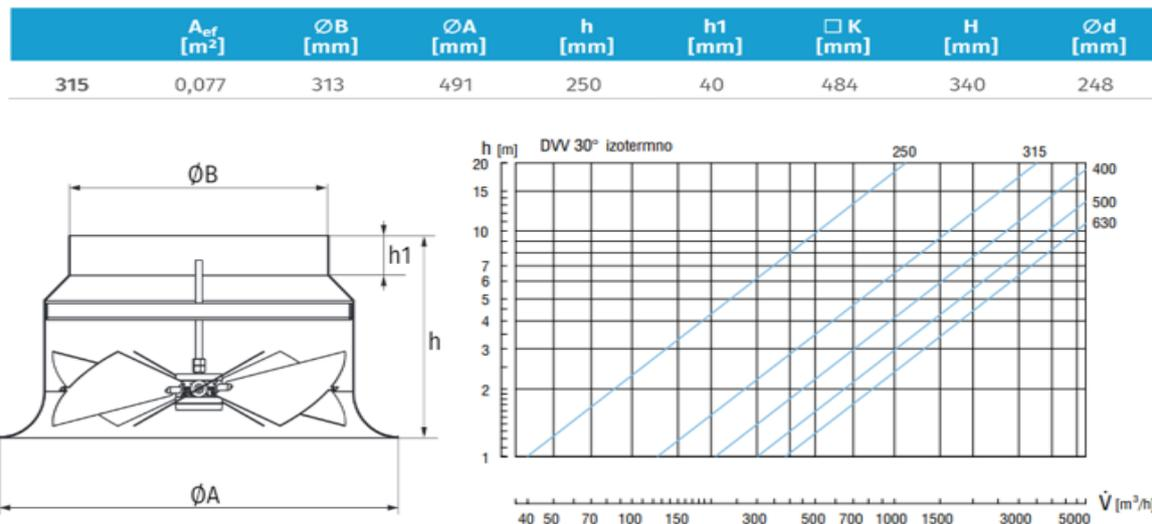 A_ef ØB ØA h h1 □ K H Ød
[m²] [mm] [mm] [mm] [mm] [mm] [mm] [mm]
315 0,077 313 491 250 40 484 340 248
h [m] DVV 30° izotermno
250 315
20
400
15
500
630
10
7
6
5
4
3
2
1
ØB
h1
h
ØA
40 50 70 100 150 300 500 700 1000 1500 3000 5000
V̇ [m³/h]